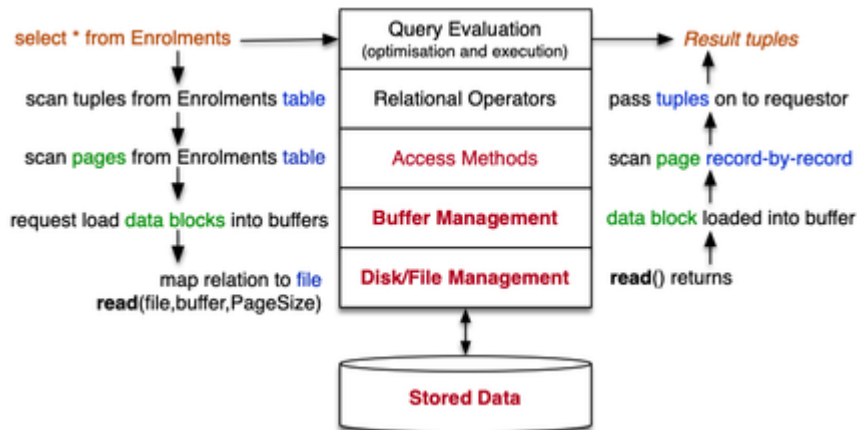 select * from Enrolments
scan tuples from Enrolments table
scan pages from Enrolments table
request load data blocks into buffers
map relation to file
read(file,buffer,PageSize)
Query Evaluation
(optimisation and execution)
Relational Operators
Access Methods
Buffer Management
Disk/File Management
Stored Data
Result tuples
pass tuples on to requestor
scan page record-by-record
data block loaded into buffer
read() returns